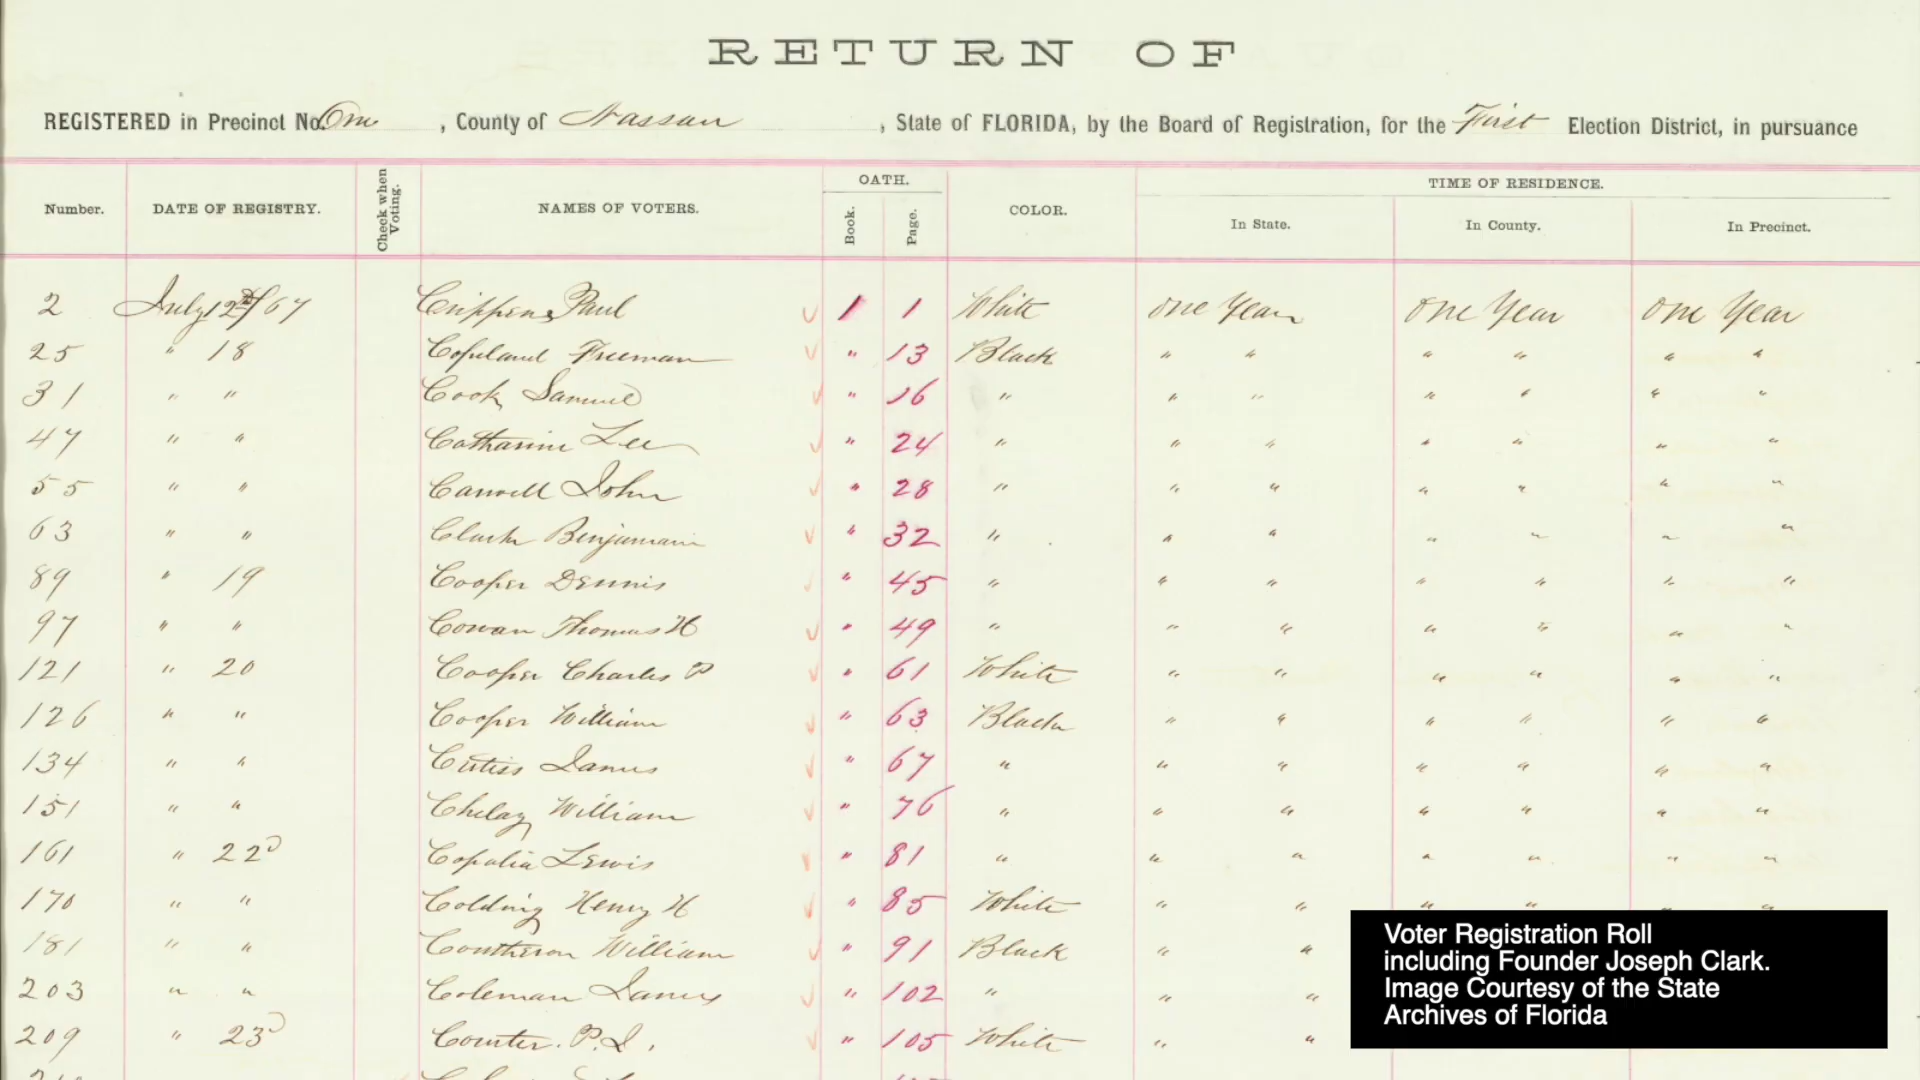 RETURN OF
REGISTERED in Precinct No. One , County of Nassau , State of FLORIDA, by the Board of Registration, for the First Election District, in pursuance
Number. DATE OF REGISTRY. Check when Voting. NAMES OF VOTERS. OATH. Book. Page. COLOR. TIME OF RESIDENCE. In State. In County. In Precinct.
2 July 12th/67 Crippen Paul 1 1 White one Year one Year one Year
25 " 18 Copeland Freeman " 13 Black " " " " " "
31 " " Cook Samuel " 16 " " " " " " "
47 " " Catharine Lee " 24 " " " " " " "
55 " " John " 28 " " " " " " "
63 " " Clark Benjamin " 32 " " " " " " "
89 " 19 Cooper Dennis " 45 " " " " " " "
97 " " Cowan Thomas H " 49 " " " " " " "
121 " 20 Cooper Charles P " 61 White " " " " " "
126 " " Cooper William " 63 Black " " " " " "
134 " " James " 67 " " " " " " "
151 " " William " 76 " " " " " " "
161 " 22d Lewis " 81 " " " " " " "
170 " " Colding Henry H " 85 White " " " " " "
181 " " William " 91 Black " "
203 " " Coleman James " 102 " " "
209 " 23d Counter. P.I. " 105 White " "
Voter Registration Roll
including Founder Joseph Clark.
Image Courtesy of the State
Archives of Florida